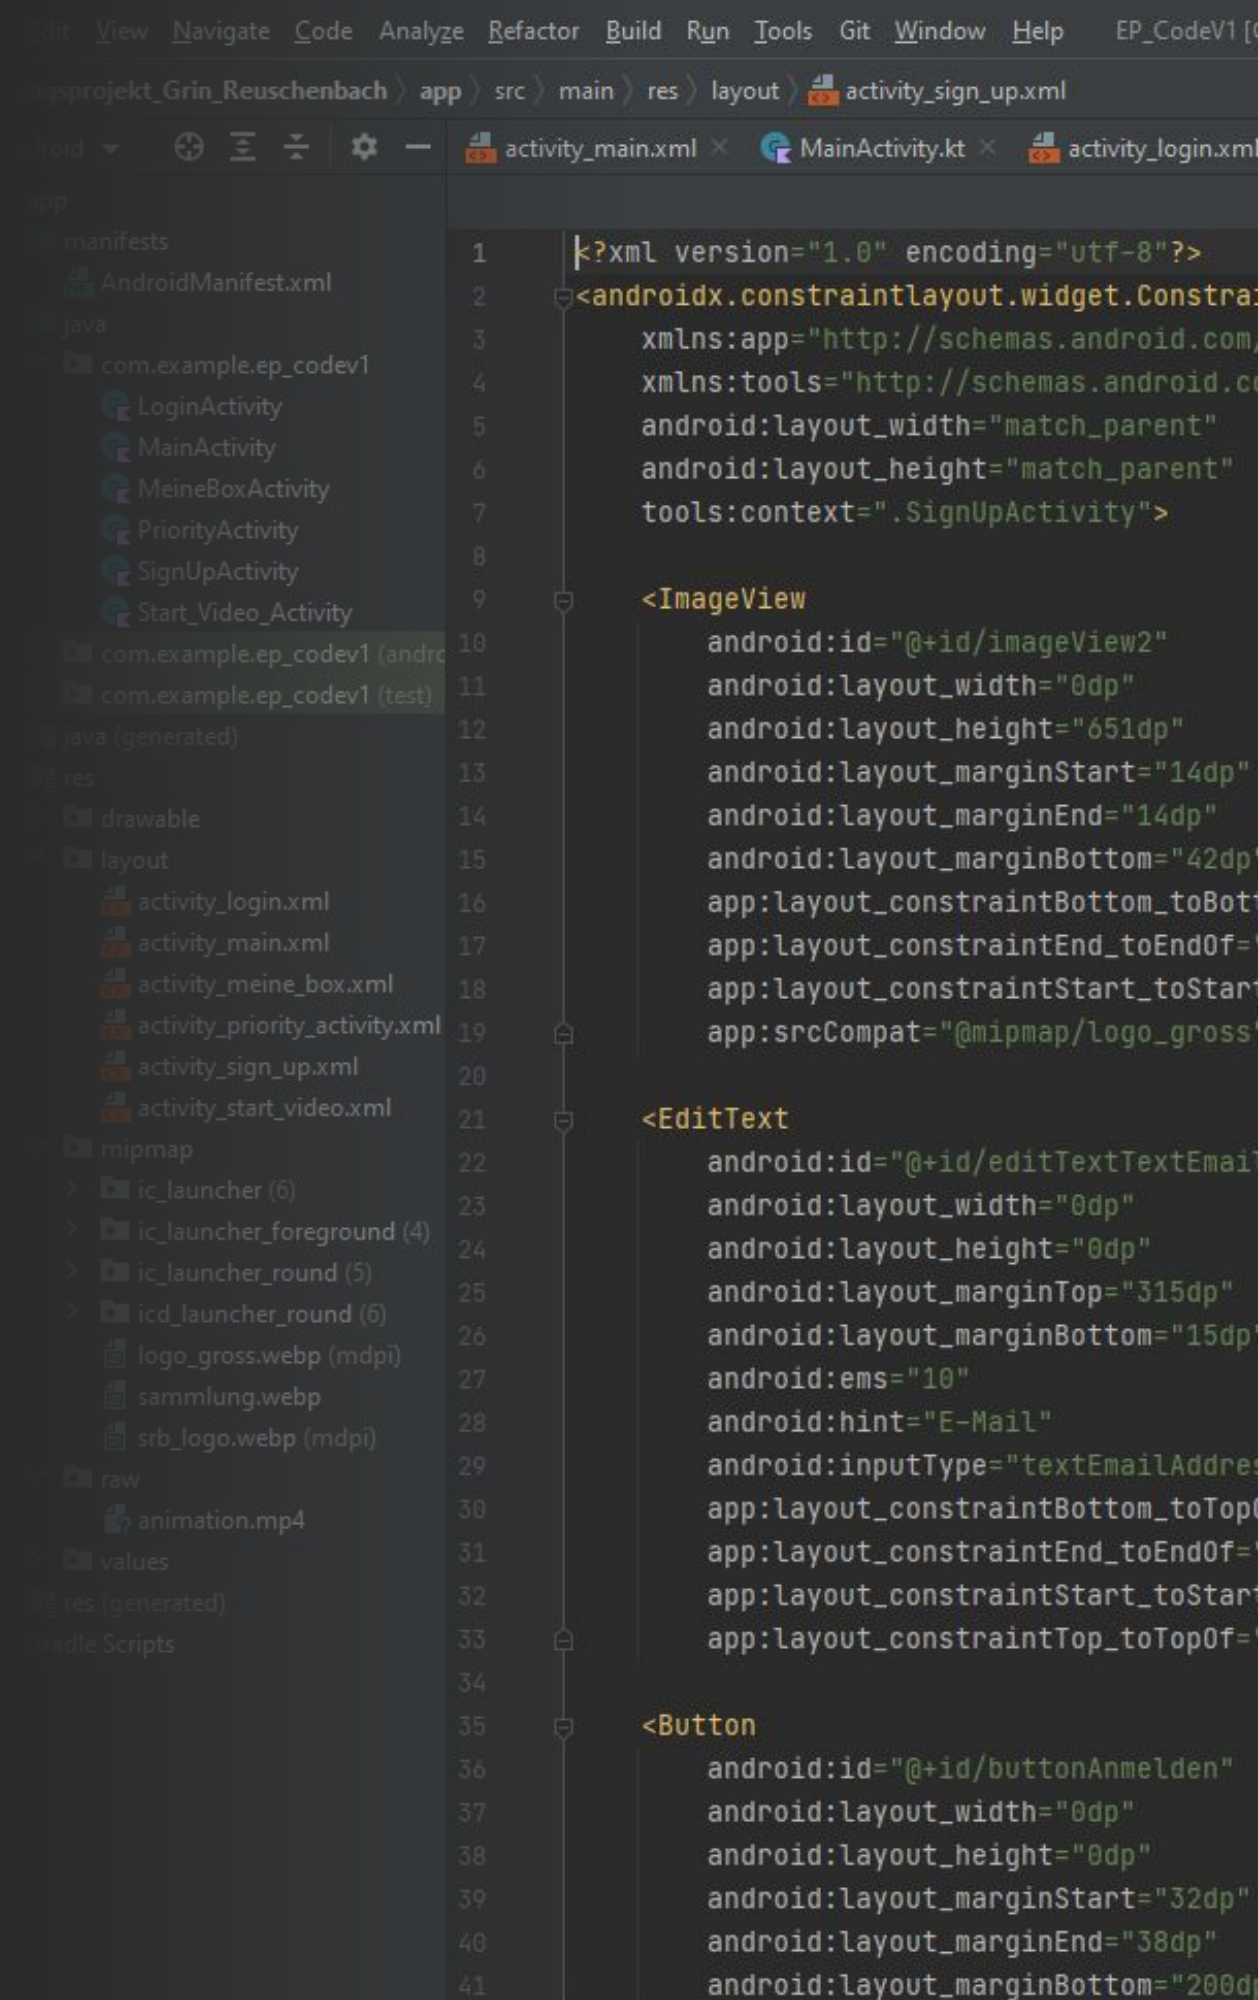 Edit View Navigate Code Analyze Refactor Build Run Tools Git Window Help EP_CodeV1
gsprojekt_Grin_Reuschenbach app src main res layout activity_sign_up.xml
activity_main.xml MainActivity.kt activity_login.xml
app
manifests
AndroidManifest.xml
java
com.example.ep_codev1
LoginActivity
MainActivity
MeineBoxActivity
PriorityActivity
SignUpActivity
Start_Video_Activity
com.example.ep_codev1 (andro
com.example.ep_codev1 (test)
java (generated)
res
drawable
layout
activity_login.xml
activity_main.xml
activity_meine_box.xml
activity_priority_activity.xml
activity_sign_up.xml
activity_start_video.xml
mipmap
ic_launcher (6)
ic_launcher_foreground (4)
ic_launcher_round (5)
icd_launcher_round (6)
logo_gross.webp (mdpi)
sammlung.webp
srb_logo.webp (mdpi)
raw
animation.mp4
values
res (generated)
Gradle Scripts
1 <?xml version="1.0" encoding="utf-8"?>
2 <androidx.constraintlayout.widget.Constrai
3 xmlns:app="http://schemas.android.com/
4 xmlns:tools="http://schemas.android.co
5 android:layout_width="match_parent"
6 android:layout_height="match_parent"
7 tools:context=".SignUpActivity">
8
9 <ImageView
10 android:id="@+id/imageView2"
11 android:layout_width="0dp"
12 android:layout_height="651dp"
13 android:layout_marginStart="14dp"
14 android:layout_marginEnd="14dp"
15 android:layout_marginBottom="42dp"
16 app:layout_constraintBottom_toBott
17 app:layout_constraintEnd_toEndOf="
18 app:layout_constraintStart_toStart
19 app:srcCompat="@mipmap/logo_gross"
20
21 <EditText
22 android:id="@+id/editTextTextEmail
23 android:layout_width="0dp"
24 android:layout_height="0dp"
25 android:layout_marginTop="315dp"
26 android:layout_marginBottom="15dp"
27 android:ems="10"
28 android:hint="E-Mail"
29 android:inputType="textEmailAddres
30 app:layout_constraintBottom_toTopO
31 app:layout_constraintEnd_toEndOf="
32 app:layout_constraintStart_toStart
33 app:layout_constraintTop_toTopOf="
34
35 <Button
36 android:id="@+id/buttonAnmelden"
37 android:layout_width="0dp"
38 android:layout_height="0dp"
39 android:layout_marginStart="32dp"
40 android:layout_marginEnd="38dp"
41 android:layout_marginBottom="200dp